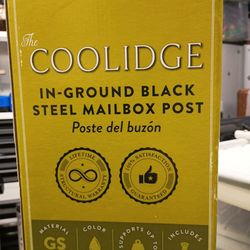 The
COOLIDGE
IN-GROUND BLACK
STEEL MAILBOX POST
Poste del buzón
LIFETIME
STRUCTURAL WARRANTY
100% SATISFACTION
GUARANTEED
MATERIAL
COLOR
SUPPORTS UP TO
INCLUDES
GS